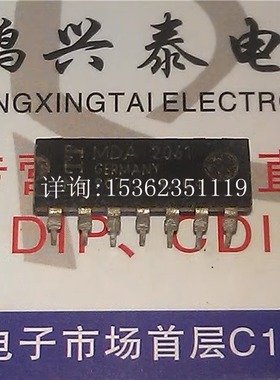 鸿兴泰电
NGXINGTAI ELECTR
MDA 2061
GERMANY
详询:15362351119
DIP、CDI
电子市场首层C1